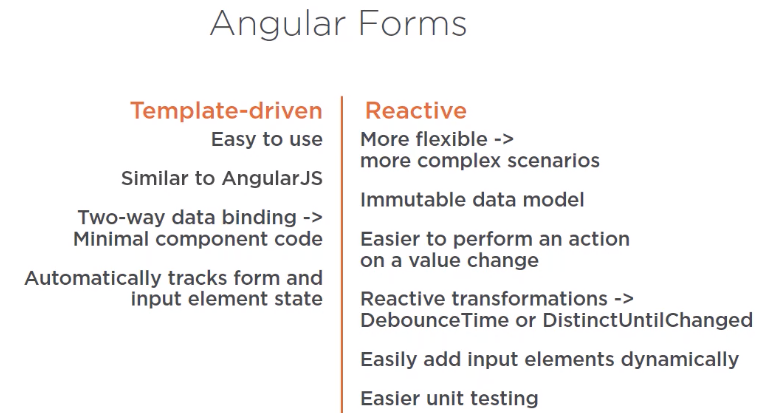 Angular Forms
Template-driven
Easy to use
Similar to AngularJS
Two-way data binding ->
Minimal component code
Automatically tracks form and
input element state
Reactive
More flexible ->
more complex scenarios
Immutable data model
Easier to perform an action
on a value change
Reactive transformations ->
DebounceTime or DistinctUntilChanged
Easily add input elements dynamically
Easier unit testing